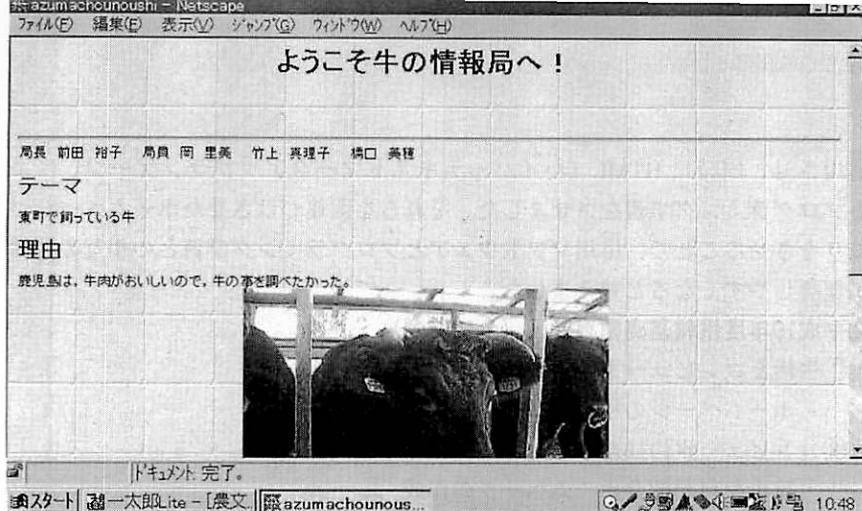 azumachounoushi - Netscape
ファイル(F) 編集(E) 表示(V) ジャンプ(G) ウィンドウ(W) ヘルプ(H)
ようこそ牛の情報局へ！
局長 前田 裕子 局員 岡 里美 竹上 真理子 橋口 美穂
テーマ
東町で飼っている牛
理由
鹿児島は，牛肉がおいしいので，牛の事を調べたかった。
ドキュメント 完了。
スタート 一太郎Lite - [農文... azumachounous... 10:48